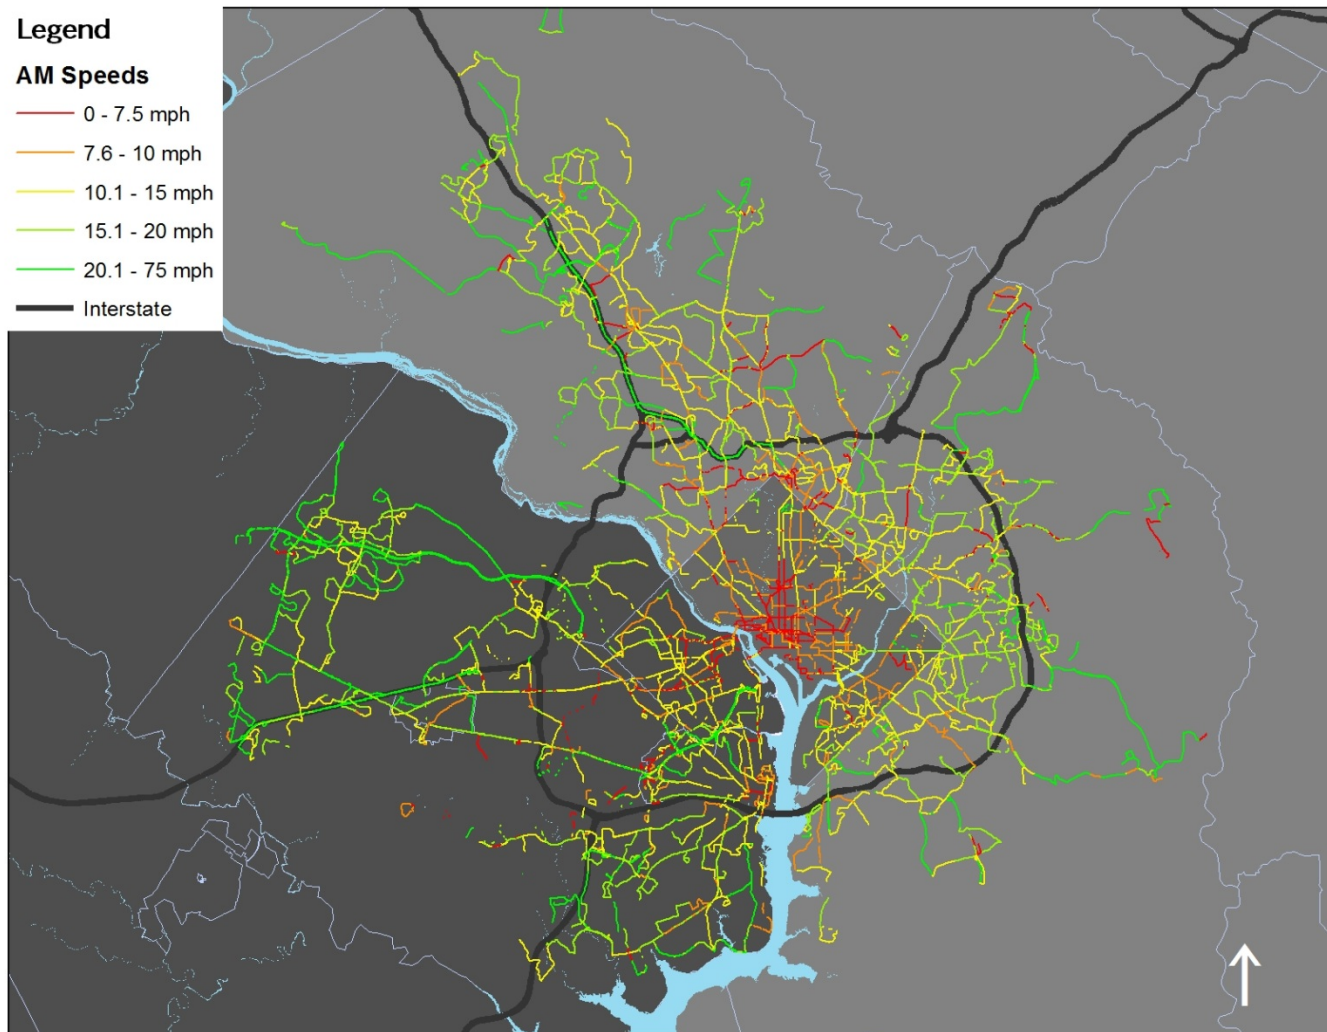 Legend
AM Speeds
0 - 7.5 mph
7.6 - 10 mph
10.1 - 15 mph
15.1 - 20 mph
20.1 - 75 mph
Interstate